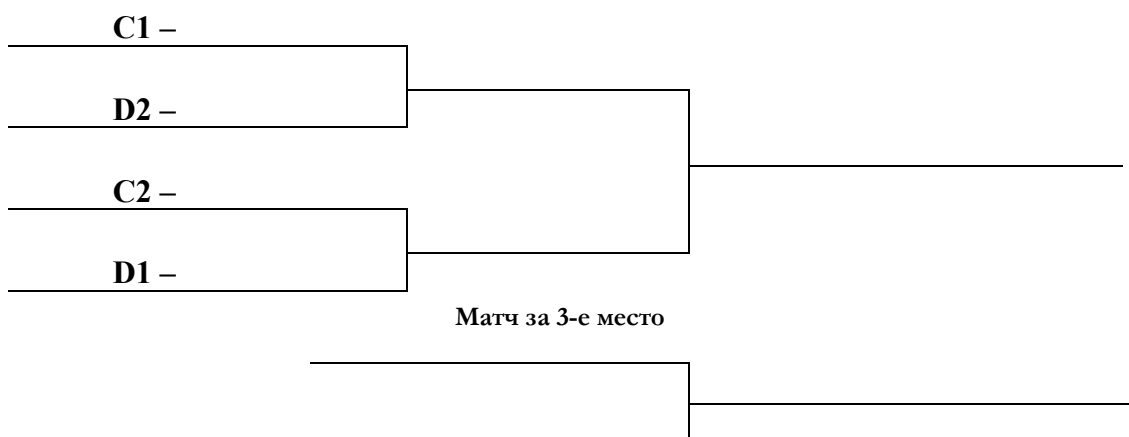 C1 –
D2 –
C2 –
D1 –
Матч за 3-е место